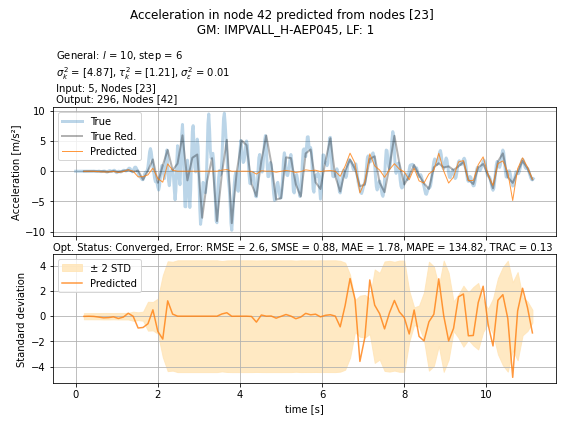 Acceleration in node 42 predicted from nodes [23]
GM: IMPVALL_H-AEP045, LF: 1
General: l = 10, step = 6
σ²ₖ = [4.87], τ²ₖ = [1.21], σ²ₑ = 0.01
Input: 5, Nodes [23]
Output: 296, Nodes [42]
Acceleration [m/s²]
10
5
0
−5
−10
True
True Red.
Predicted
Opt. Status: Converged, Error: RMSE = 2.6, SMSE = 0.88, MAE = 1.78, MAPE = 134.82, TRAC = 0.13
Standard deviation
4
2
0
−2
−4
± 2 STD
Predicted
0 2 4 6 8 10
time [s]